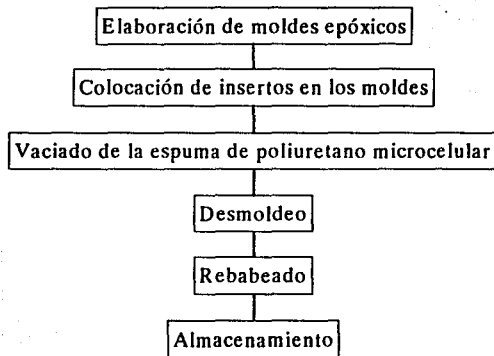 Elaboración de moldes epóxicos
Colocación de insertos en los moldes
Vaciado de la espuma de poliuretano microcelular
Desmoldeo
Rebabeado
Almacenamiento